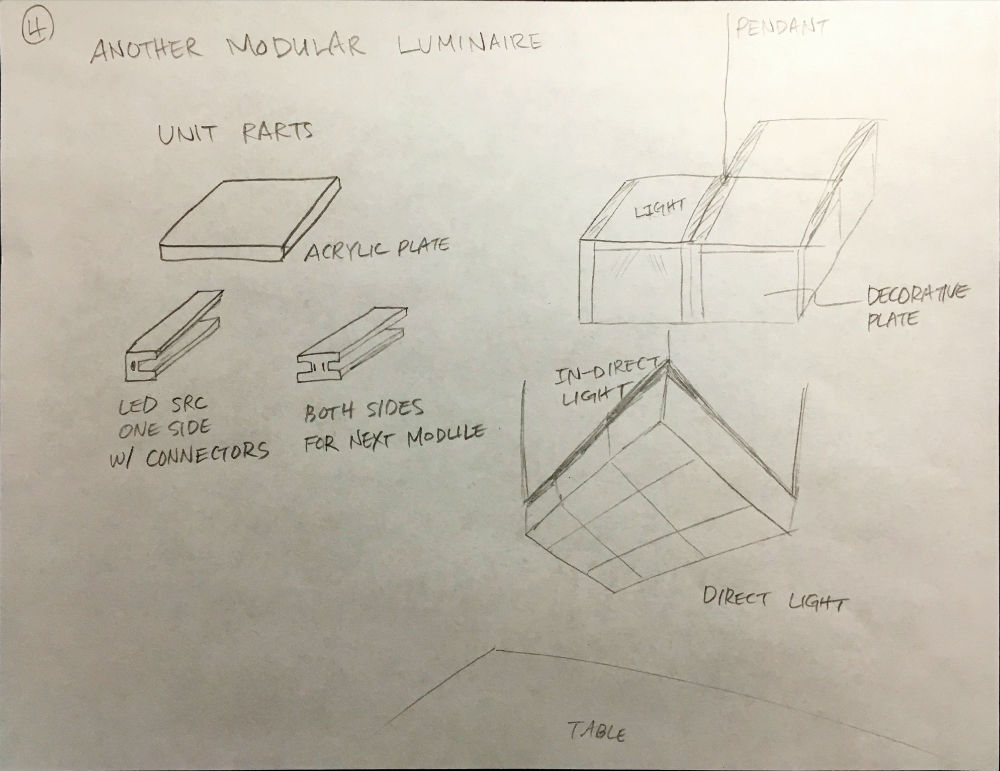 4
ANOTHER MODULAR LUMINAIRE
PENDANT
UNIT PARTS
ACRYLIC PLATE
LIGHT
DECORATIVE
PLATE
LED SRC
ONE SIDE
W/ CONNECTORS
BOTH SIDES
FOR NEXT MODULE
IN-DIRECT
LIGHT
DIRECT LIGHT
TABLE